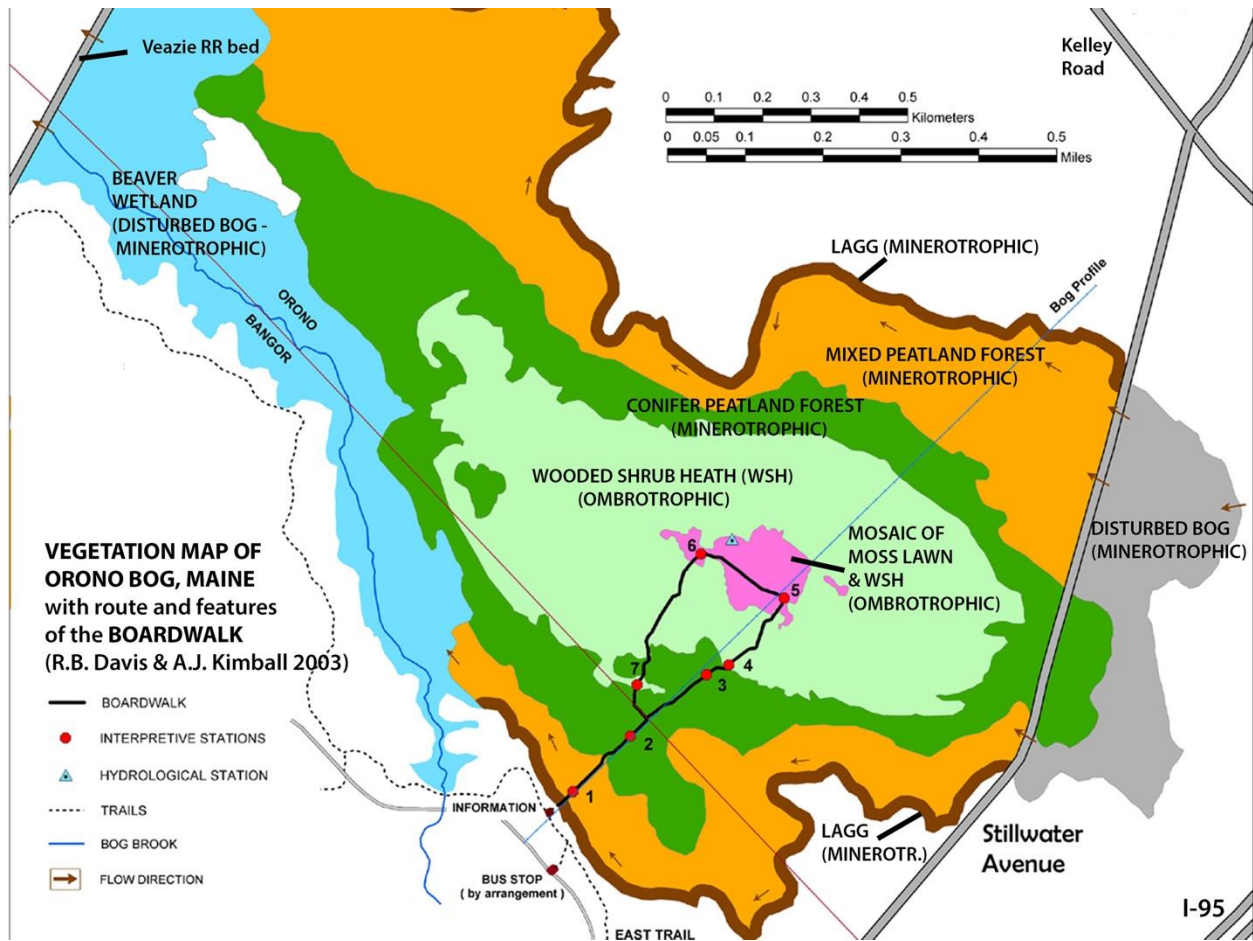 Veazie RR bed
Kelley
Road
0 0.1 0.2 0.3 0.4 0.5
Kilometers
0 0.05 0.1 0.2 0.3 0.4 0.5
Miles
BEAVER
WETLAND
(DISTURBED BOG -
MINEROTROPHIC)
ORONO
BANGOR
LAGG (MINEROTROPHIC)
Bog Profile
MIXED PEATLAND FOREST
(MINEROTROPHIC)
CONIFER PEATLAND FOREST
(MINEROTROPHIC)
WOODED SHRUB HEATH (WSH)
(OMBROTROPHIC)
DISTURBED BOG
(MINEROTROPHIC)
MOSAIC OF
MOSS LAWN
& WSH
(OMBROTROPHIC)
6
5
4
3
7
2
1
VEGETATION MAP OF
ORONO BOG, MAINE
with route and features
of the BOARDWALK
(R.B. Davis & A.J. Kimball 2003)
BOARDWALK
INTERPRETIVE STATIONS
HYDROLOGICAL STATION
TRAILS
BOG BROOK
FLOW DIRECTION
INFORMATION
BUS STOP
( by arrangement )
EAST TRAIL
LAGG
(MINEROTR.)
Stillwater
Avenue
I-95